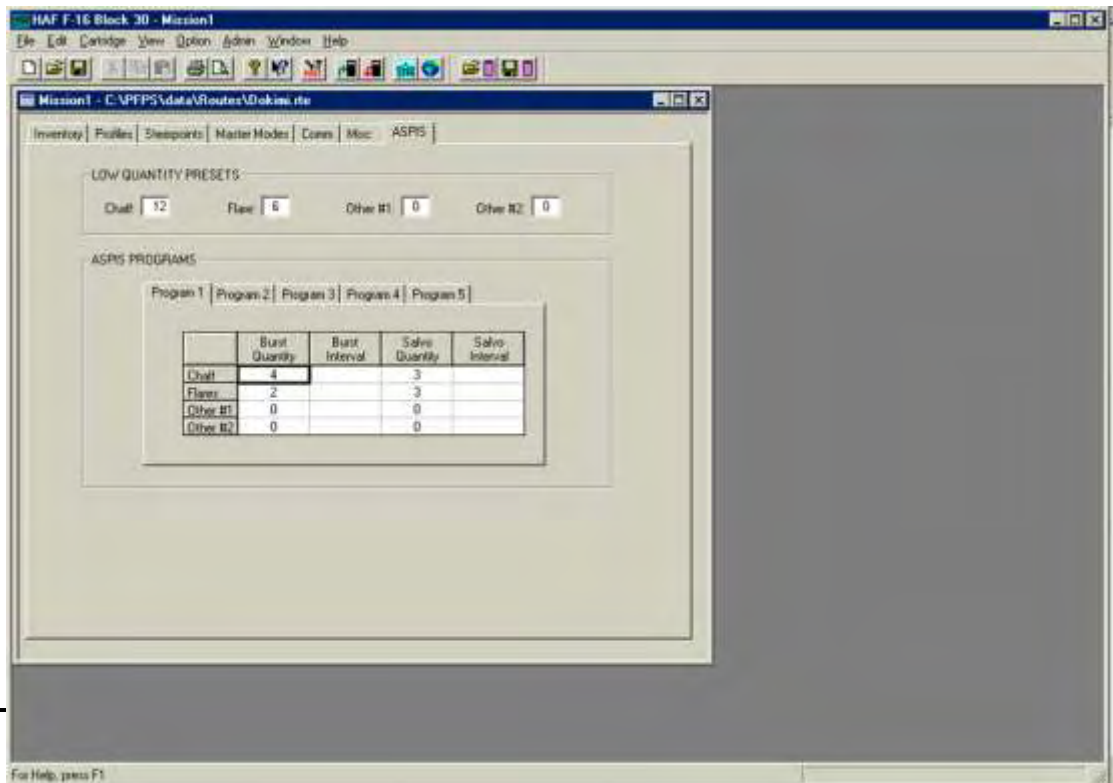 HAF F-16 Block 30 - Mission1
File Edit Cartridge View Option Admin Window Help
Mission1 - C:\PFPS\data\Routes\Dokimi.rte
Inventory Profiles Steerpoints Master Modes Comm Misc ASPIS
LOW QUANTITY PRESETS
Chaff 12 Flare 6 Other #1 0 Other #2 0
ASPIS PROGRAMS
Program 1 Program 2 Program 3 Program 4 Program 5
Burst Quantity Burst Interval Salvo Quantity Salvo Interval
Chaff 4 3
Flares 2 3
Other #1 0 0
Other #2 0 0
For Help, press F1